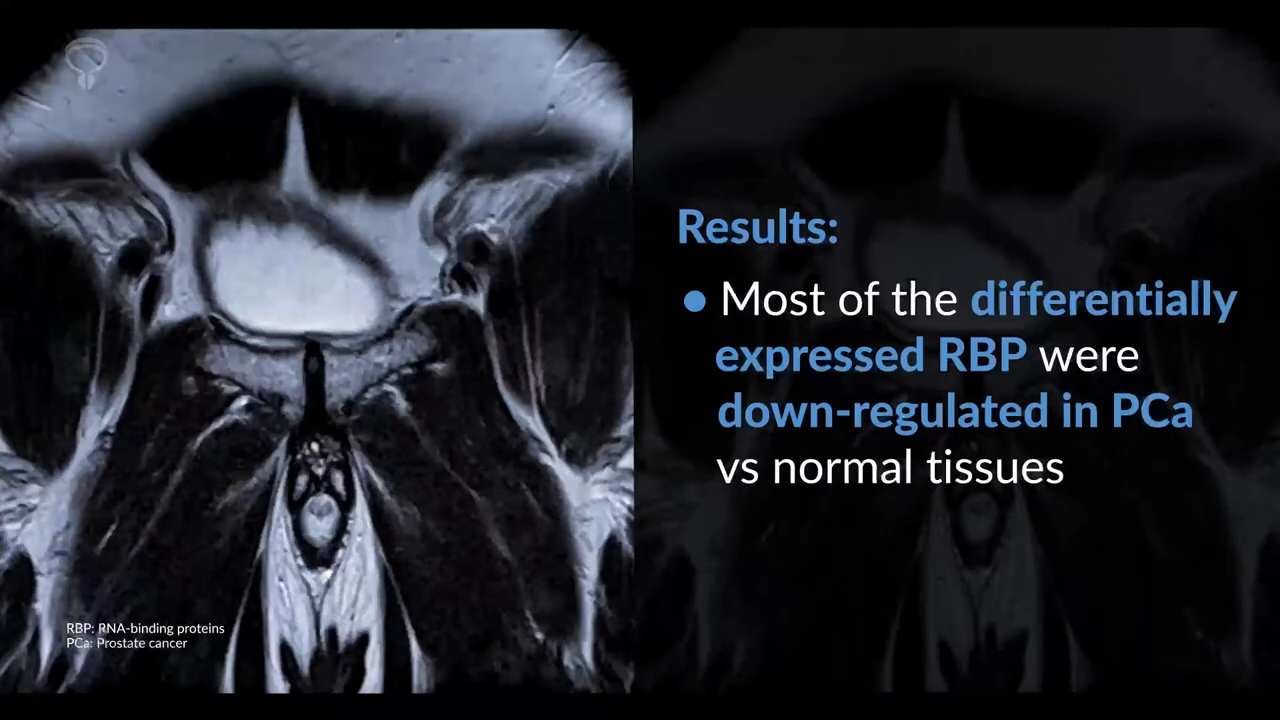 Results:
• Most of the differentially
expressed RBP were
down-regulated in PCa
vs normal tissues
RBP: RNA-binding proteins
PCa: Prostate cancer